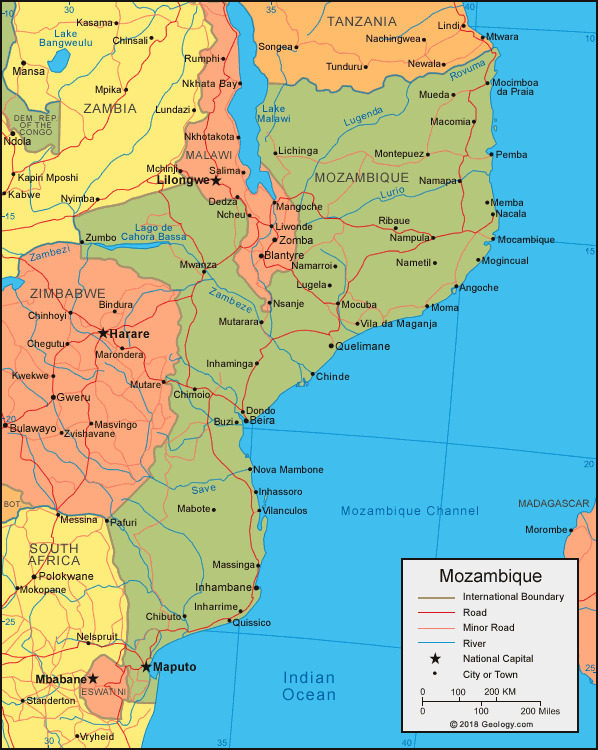 30
35
TANZANIA
Lindi
40
10
Kasama
Lake
Bangweulu
Chinsali
Songea
Nachingwea
Mtwara
Mansa
Rumphi
Tunduru
Newala
Rovuma
Mpika
Nkhata Bay
Mueda
Mocimboa
da Praia
ZAMBIA
Lundazi
Lake
Malawi
Lugenda
Macomia
DEM. REP.
OF THE
CONGO
Ndola
Nkhotakota
MALAWI
Lichinga
Montepuez
Pemba
Mchinji
Salima
Kapiri Mposhi
Lilongwe
MOZAMBIQUE
Namapa
Kabwe
Nyimba
Dedza
Mangoche
Lurio
Memba
15
Ncheu
Nacala
Lago de
Cahora Bassa
Liwonde
Ribaue
Zumbo
Zomba
Nampula
Mocambique
15
Zambezi
Blantyre
Mwanza
Namarroi
Nametil
Mogincual
ZIMBABWE
Lugela
Angoche
Bindura
Zambeze
Nsanje
Mocuba
Moma
Chinhoyi
Mutarara
Vila da Maganja
Harare
Chegutu
Marondera
Quelimane
Inhaminga
Kwekwe
Mutare
Chinde
Gweru
Chimoio
20
Dondo
Bulawayo
Masvingo
Buzi
Beira
Zvishavane
20
Nova Mambone
Save
Inhassoro
BOT
Mabote
Vilanculos
Mozambique Channel
MADAGASCAR
Messina
Pafuri
Morombe
SOUTH
AFRICA
Massinga
Polokwane
Mokopane
Inhambane
Inharrime
Chibuto
25
Quissico
Nelspruit
Maputo
Mbabane
ESWANNI
Indian
Ocean
25
Standerton
Vryheid
30
35
40
Mozambique
International Boundary
Road
Minor Road
River
National Capital
City or Town
0 100 200 KM
0 100 200 Miles
© 2018 Geology.com